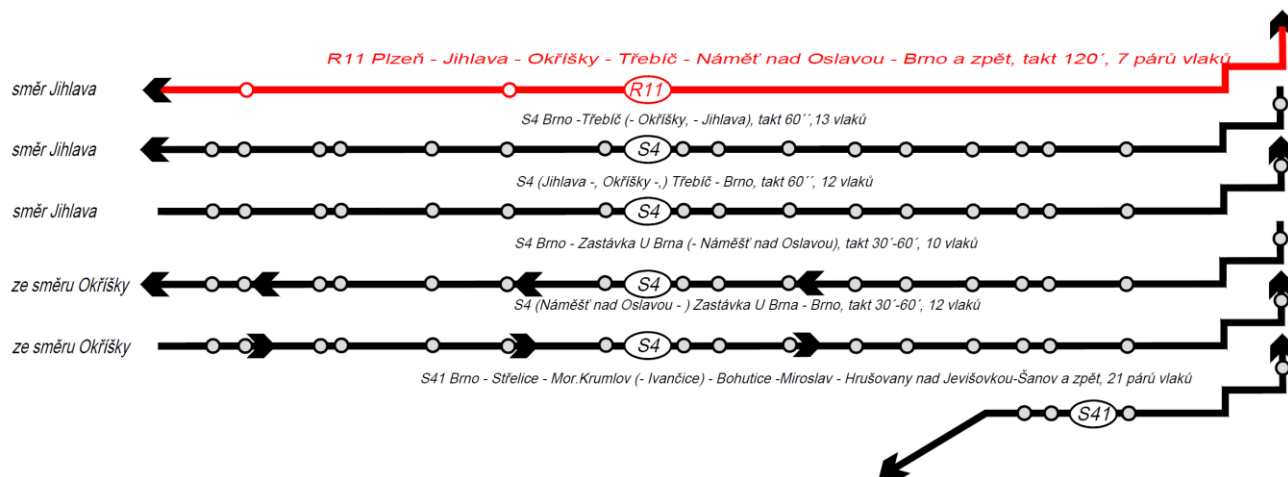 R11 Plzeň - Jihlava - Okříšky - Třebíč - Náměť nad Oslavou - Brno a zpět, takt 120´, 7 párů vlaků
směr Jihlava
R11
S4 Brno -Třebíč (- Okříšky, - Jihlava), takt 60´´,13 vlaků
směr Jihlava
S4
S4 (Jihlava -, Okříšky -,) Třebíč - Brno, takt 60´´, 12 vlaků
směr Jihlava
S4
S4 Brno - Zastávka U Brna (- Náměšť nad Oslavou), takt 30´-60´, 10 vlaků
ze směru Okříšky
S4
S4 (Náměšť nad Oslavou - ) Zastávka U Brna - Brno, takt 30´-60´, 12 vlaků
ze směru Okříšky
S4
S41 Brno - Střelice - Mor.Krumlov (- Ivančice) - Bohutice -Miroslav - Hrušovany nad Jevišovkou-Šanov a zpět, 21 párů vlaků
S41